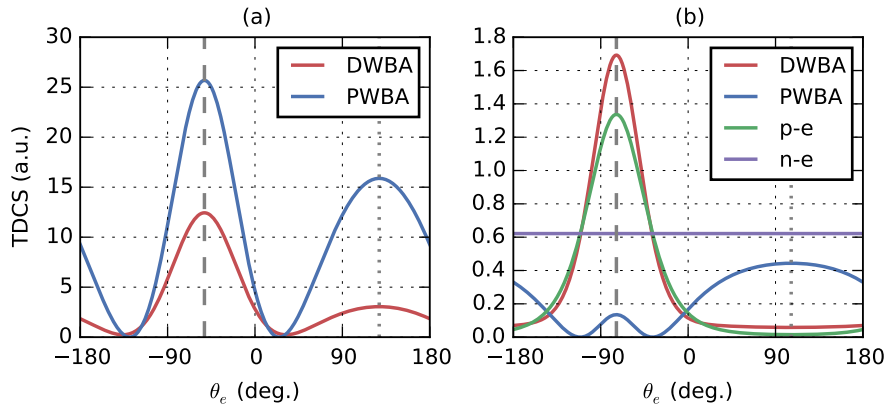 (a)
TDCS (a.u.)
30
25
20
15
10
5
0
−180
−90
0
90
180
θe (deg.)
DWBA
PWBA
(b)
1.8
1.6
1.4
1.2
1.0
0.8
0.6
0.4
0.2
0.0
−180
−90
0
90
180
θe (deg.)
DWBA
PWBA
p-e
n-e